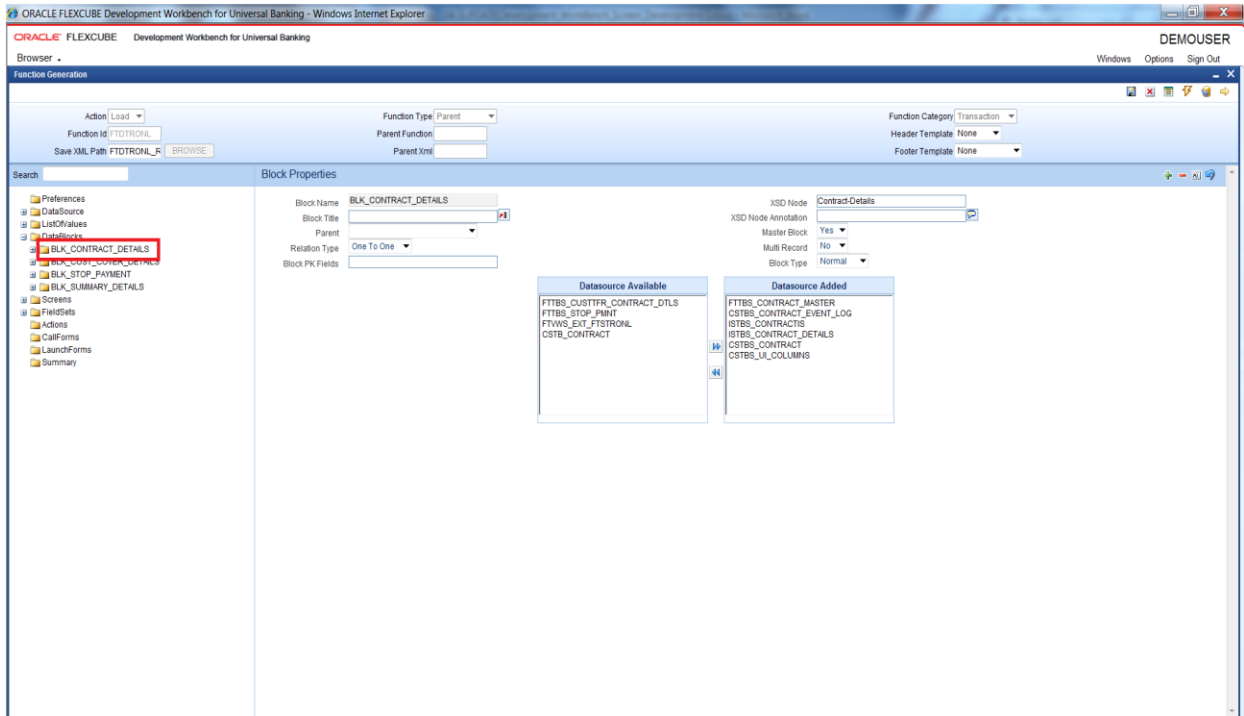 ORACLE FLEXCUBE Development Workbench for Universal Banking - Windows Internet Explorer
ORACLE FLEXCUBE Development Workbench for Universal Banking
DEMOUSER
Browser
Windows Options Sign Out
Function Generation
Action Load
Function Type Parent
Function Category Transaction
Function Id FTDTRONL
Parent Function
Header Template None
Save XML Path FTDTRONL_R BROWSE
Parent Xml
Footer Template None
Search
Block Properties
Preferences
DataSource
ListOfValues
DataBlocks
BLK_CONTRACT_DETAILS
BLK_CUST_COVER_DETAILS
BLK_STOP_PAYMENT
BLK_SUMMARY_DETAILS
Screens
FieldSets
Actions
CallForms
LaunchForms
Summary
Block Name BLK_CONTRACT_DETAILS
Block Title
Parent
Relation Type One To One
Block PK Fields
XSD Node Contract-Details
XSD Node Annotation
Master Block Yes
Multi Record No
Block Type Normal
Datasource Available
FTTBS_CUSTTFR_CONTRACT_DTLS
FTTBS_STOP_PMNT
FTVWS_EXT_FTSTRONL
CSTB_CONTRACT
Datasource Added
FTTBS_CONTRACT_MASTER
CSTBS_CONTRACT_EVENT_LOG
ISTBS_CONTRACTIS
ISTBS_CONTRACT_DETAILS
CSTBS_CONTRACT
CSTBS_UI_COLUMNS